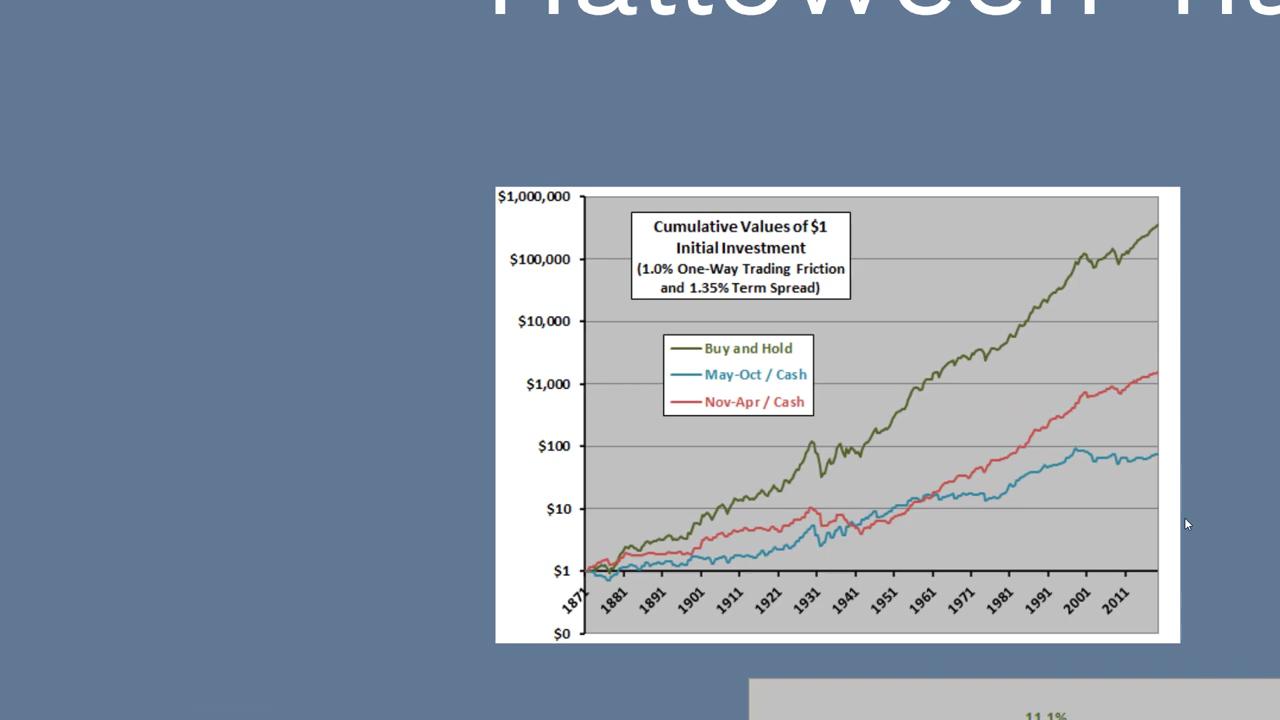 Halloween
$1,000,000
$100,000
$10,000
$1,000
$100
$10
$1
$0
Cumulative Values of $1
Initial Investment
(1.0% One-Way Trading Friction
and 1.35% Term Spread)
Buy and Hold
May-Oct / Cash
Nov-Apr / Cash
1871 1881 1891 1901 1911 1921 1931 1941 1951 1961 1971 1981 1991 2001 2011
11.1%